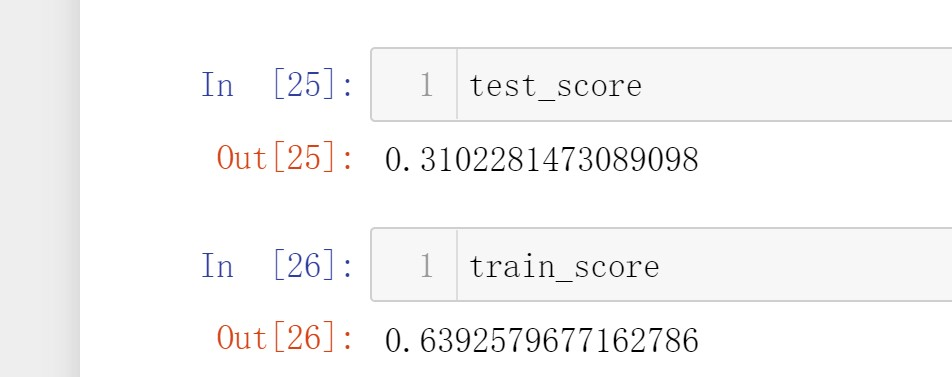 In [25]: 1 test_score
Out[25]: 0.3102281473089098
In [26]: 1 train_score
Out[26]: 0.6392579677162786